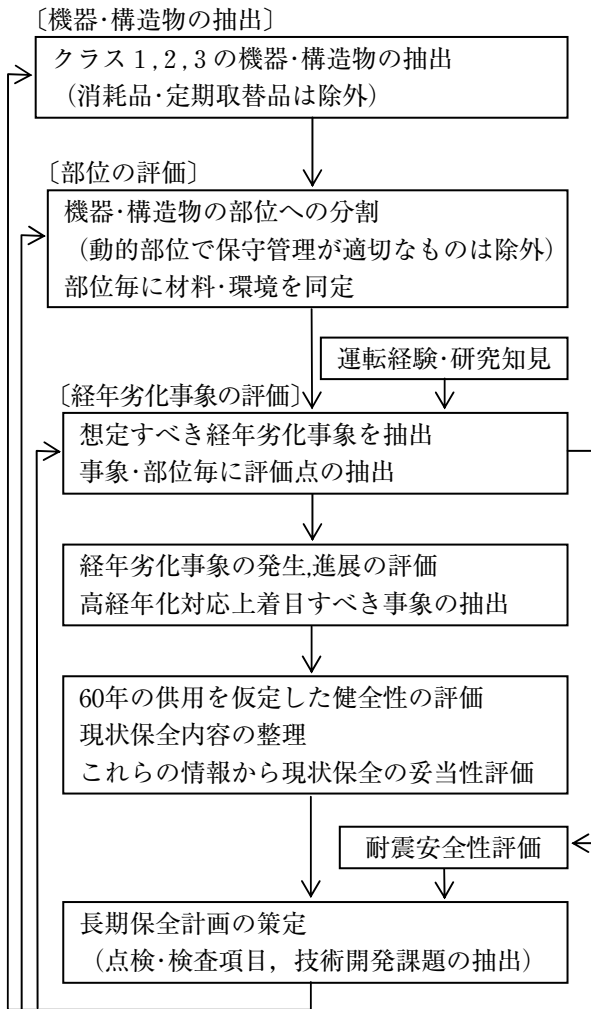 〔機器·構造物の抽出〕
クラス 1 , 2 , 3 の機器·構造物の抽出
（消耗品·定期取替品は除外）
〔部位の評価〕
機器·構造物の部位への分割
（動的部位で保守管理が適切なものは除外）
部位毎に材料·環境を同定
運転経験·研究知見
〔経年劣化事象の評価〕
想定すべき経年劣化事象を抽出
事象·部位毎に評価点の抽出
経年劣化事象の発生,進展の評価
高経年化対応上着目すべき事象の抽出
60年の供用を仮定した健全性の評価
現状保全内容の整理
これらの情報から現状保全の妥当性評価
耐震安全性評価
長期保全計画の策定
（点検·検査項目，技術開発課題の抽出）